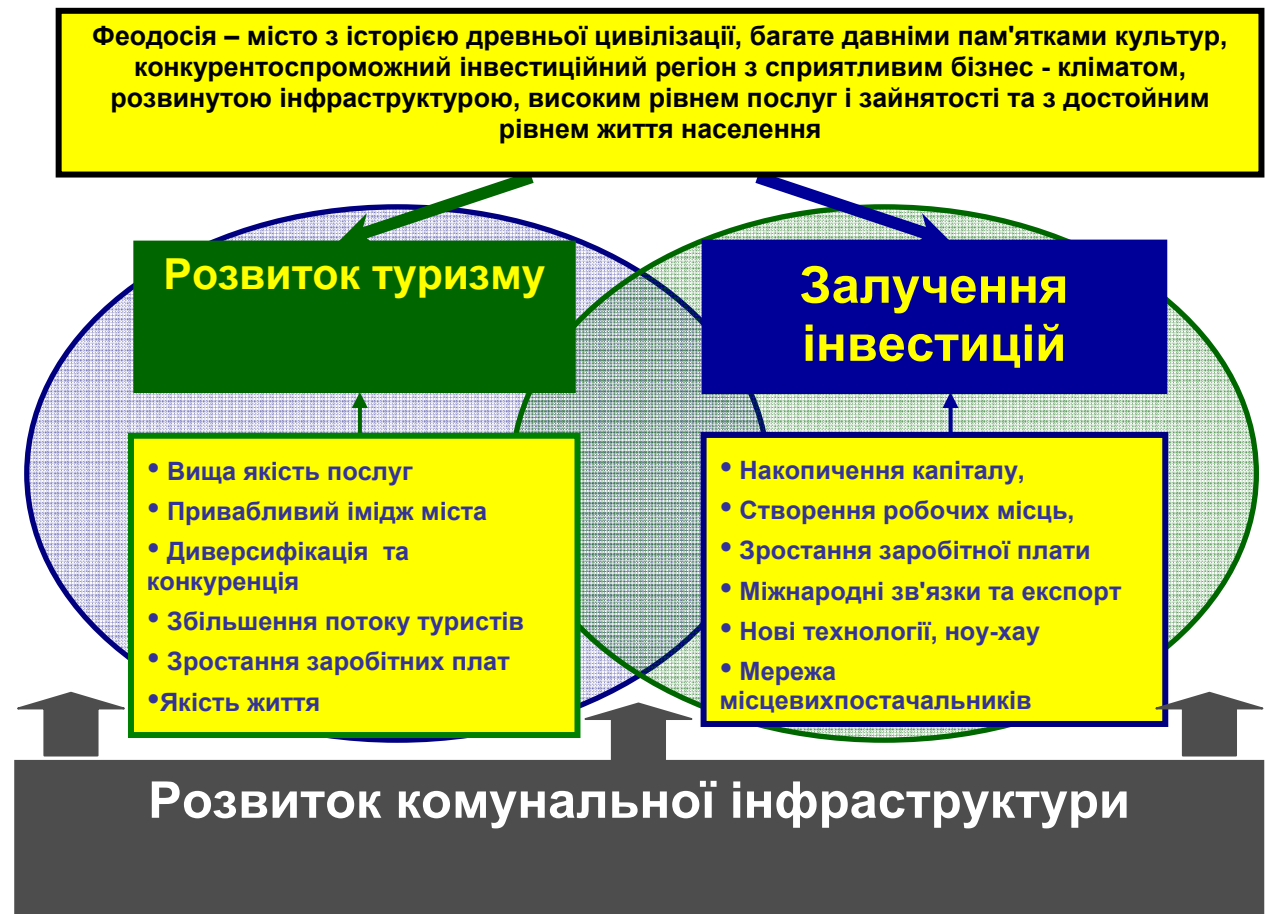 Феодосія – місто з історією древньої цивілізації, багате давніми пам'ятками культур,
конкурентоспроможний інвестиційний регіон з сприятливим бізнес - кліматом,
розвинутою інфраструктурою, високим рівнем послуг і зайнятості та з достойним
рівнем життя населення
Розвиток туризму
Залучення
інвестицій
• Вища якість послуг
• Привабливий імідж міста
• Диверсифікація та
конкуренція
• Збільшення потоку туристів
• Зростання заробітних плат
•Якість життя
• Накопичення капіталу,
• Створення робочих місць,
• Зростання заробітної плати
• Міжнародні зв'язки та експорт
• Нові технології, ноу-хау
• Мережа
місцевихпостачальників
Розвиток комунальної інфраструктури